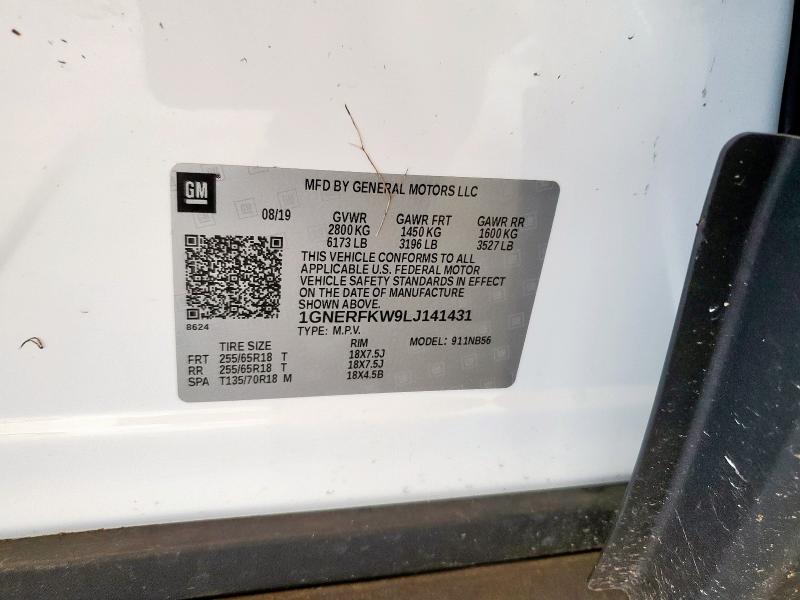 GM
MFD BY GENERAL MOTORS LLC
08/19 GVWR GAWR FRT GAWR RR
2800 KG 1450 KG 1600 KG
6173 LB 3196 LB 3527 LB
THIS VEHICLE CONFORMS TO ALL
APPLICABLE U.S. FEDERAL MOTOR
VEHICLE SAFETY STANDARDS IN EFFECT
ON THE DATE OF MANUFACTURE
SHOWN ABOVE.
1GNERFKW9LJ141431
8624
TYPE: M.P.V. MODEL: 911NB56
TIRE SIZE RIM
FRT 255/65R18 T 18X7.5J
RR 255/65R18 T 18X7.5J
SPA T135/70R18 M 18X4.5B